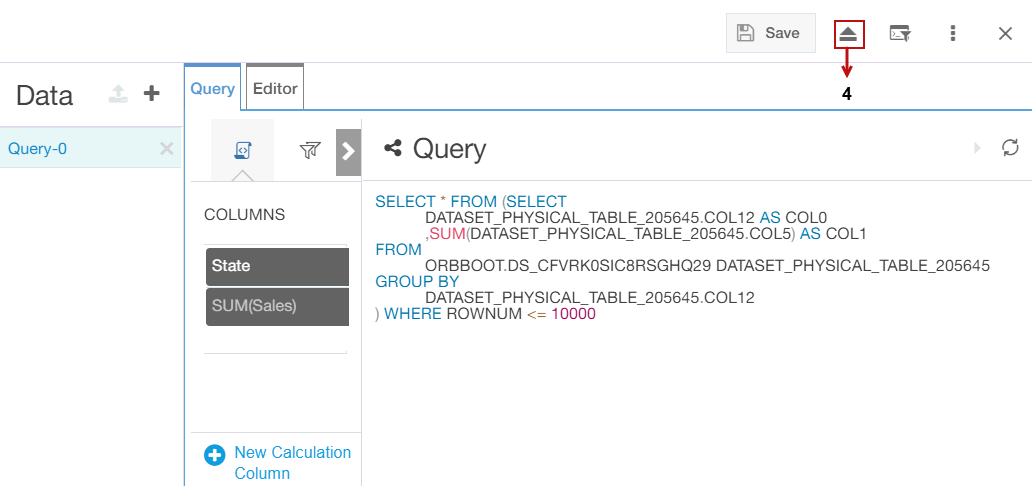 Save
4
Data
Query-0
Query
Editor
COLUMNS
State
SUM(Sales)
New Calculation
Column
Query
SELECT * FROM (SELECT
DATASET_PHYSICAL_TABLE_205645.COL12 AS COL0
,SUM(DATASET_PHYSICAL_TABLE_205645.COL5) AS COL1
FROM
ORBBOOT.DS_CFVRK0SIC8RSGHQ29 DATASET_PHYSICAL_TABLE_205645
GROUP BY
DATASET_PHYSICAL_TABLE_205645.COL12
) WHERE ROWNUM <= 10000